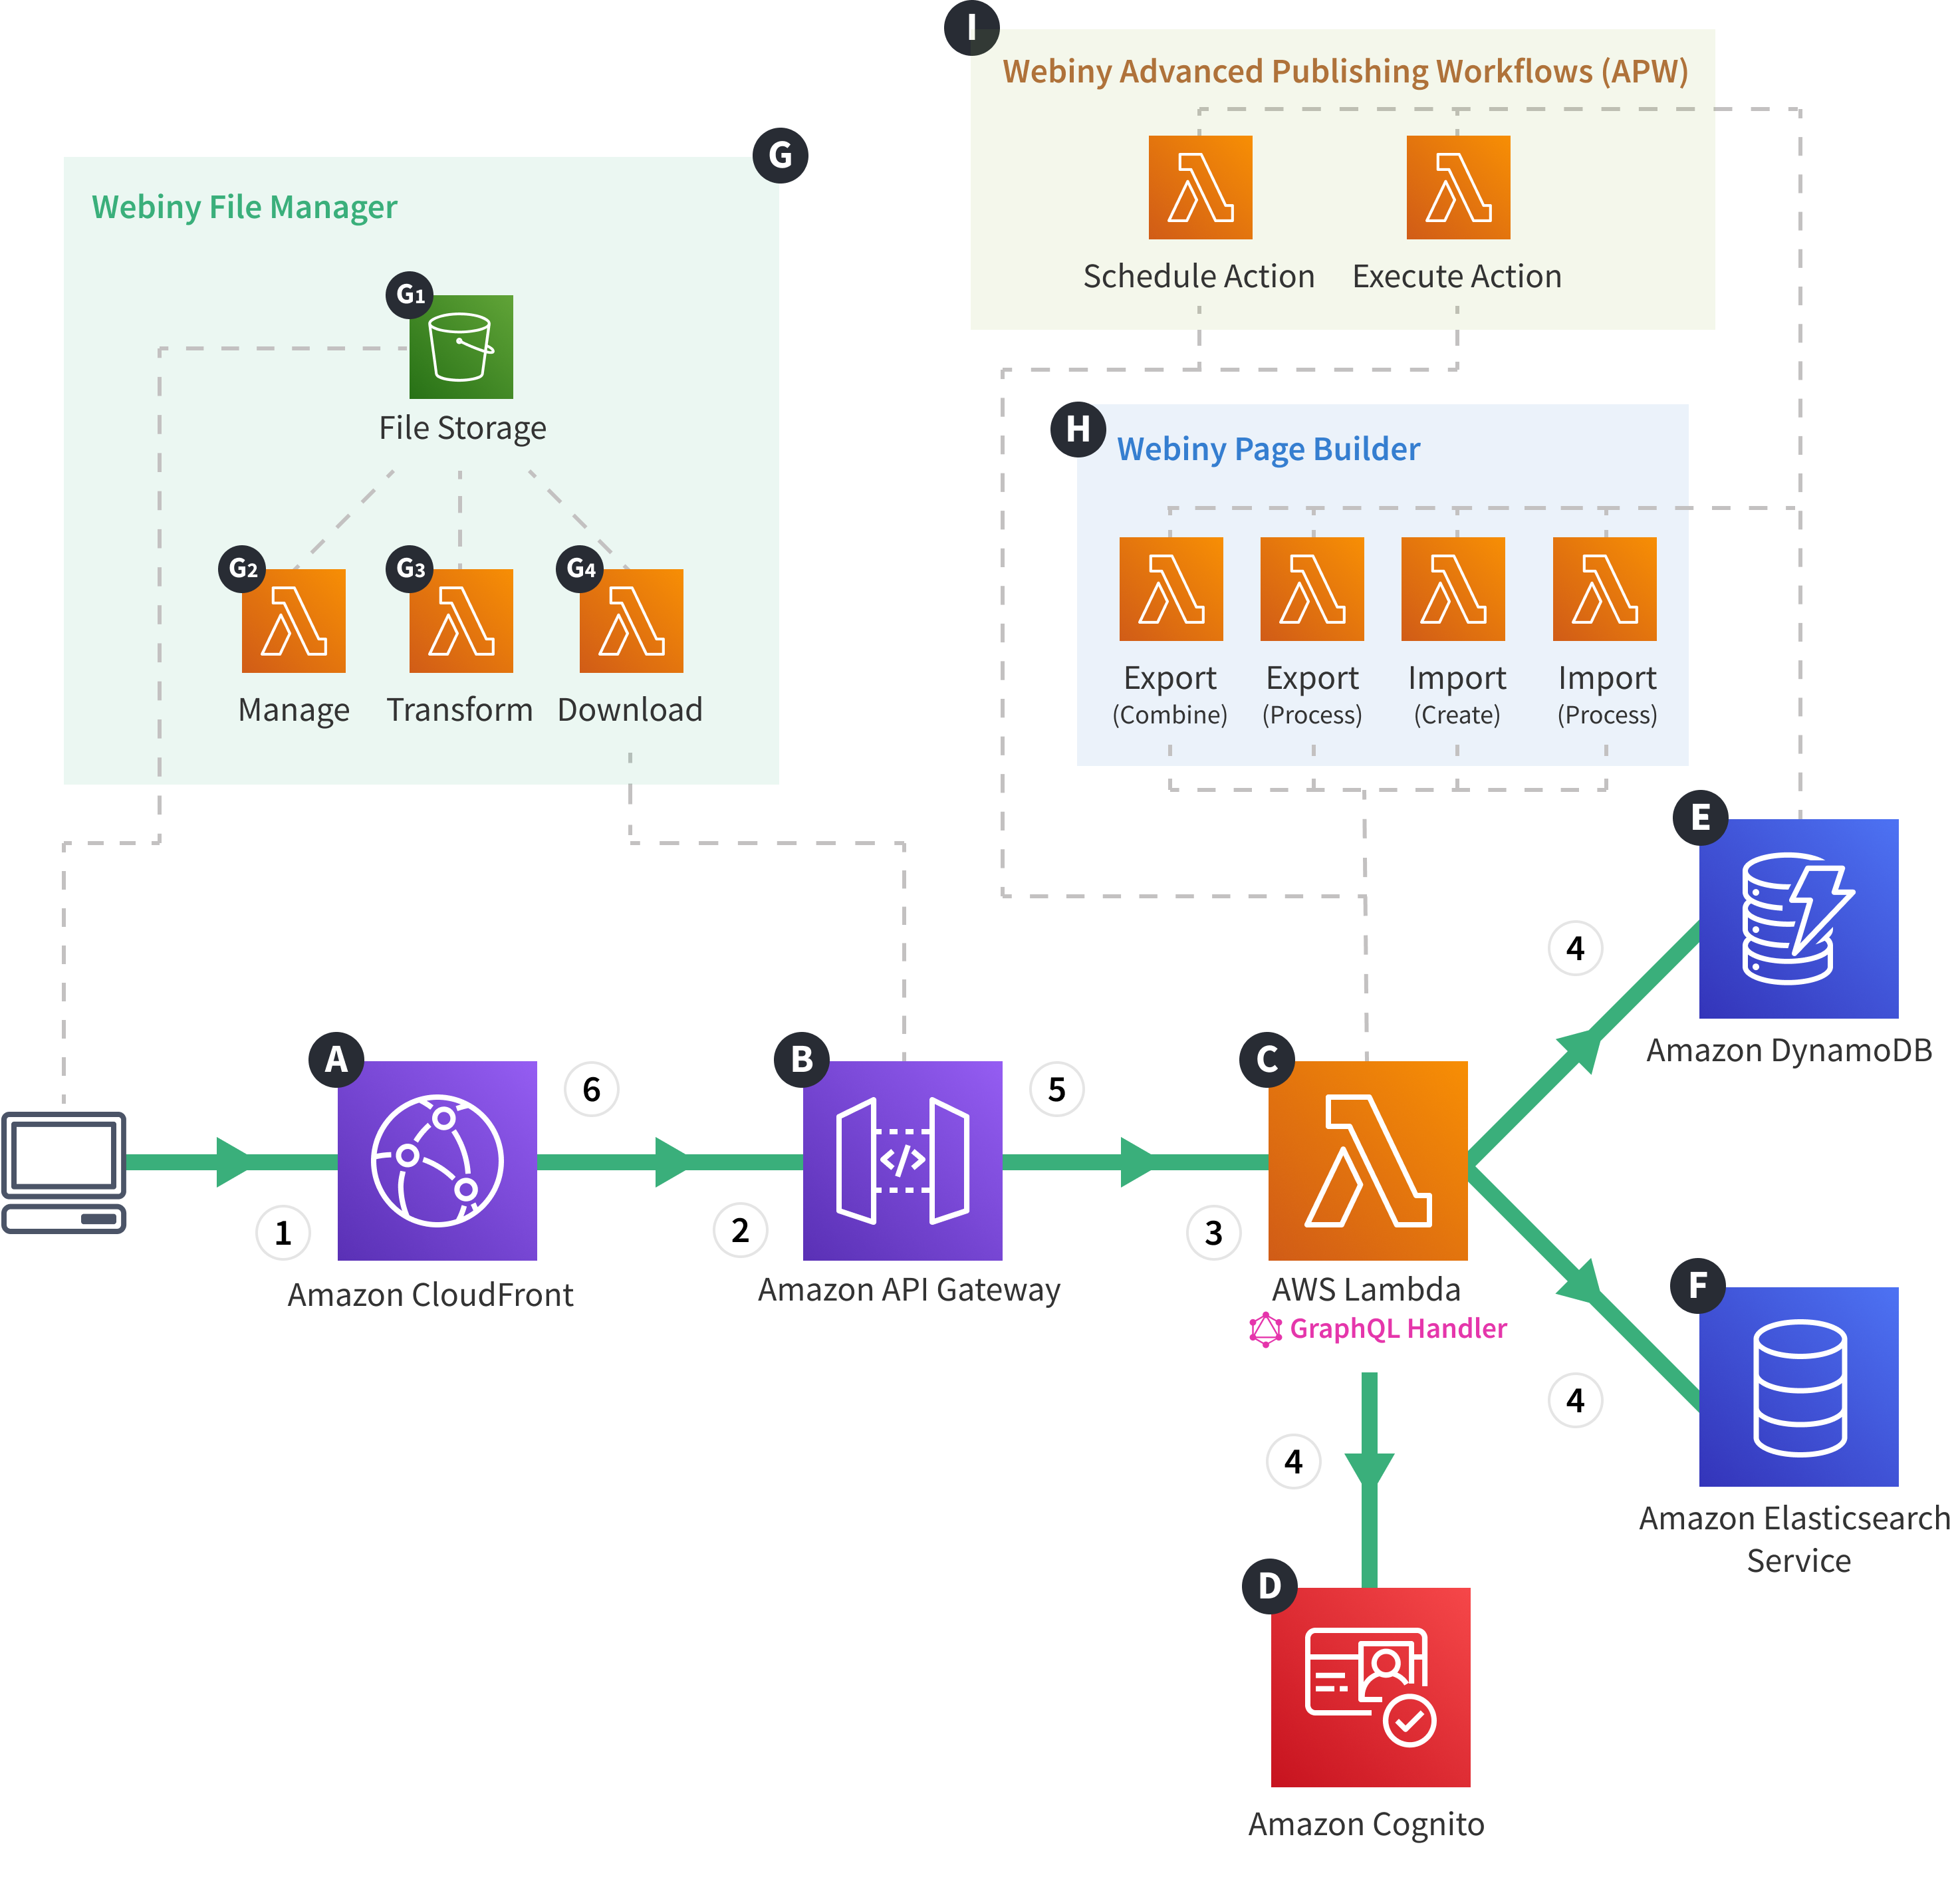 I
Webiny Advanced Publishing Workflows (APW)
Schedule Action
Execute Action
G
Webiny File Manager
G1
File Storage
G2
G3
G4
Manage
Transform
Download
H
Webiny Page Builder
Export
(Combine)
Export
(Process)
Import
(Create)
Import
(Process)
E
4
Amazon DynamoDB
A
6
B
5
C
1
2
3
Amazon CloudFront
Amazon API Gateway
</>
AWS Lambda
GraphQL Handler
F
4
4
Amazon Elasticsearch
Service
D
Amazon Cognito